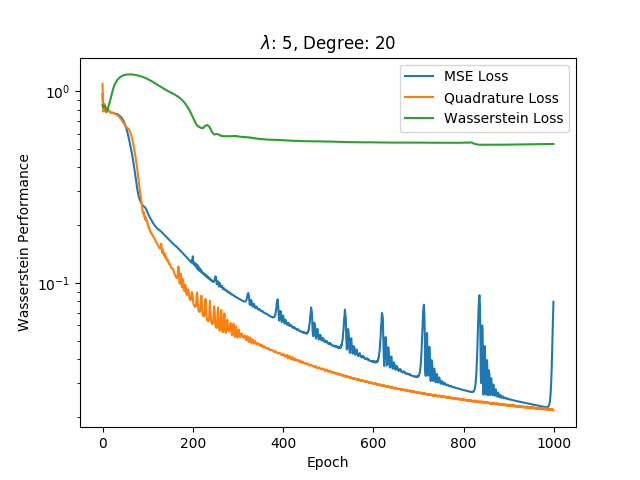 λ: 5, Degree: 20
10⁰
10⁻¹
Wasserstein Performance
MSE Loss
Quadrature Loss
Wasserstein Loss
0 200 400 600 800 1000
Epoch